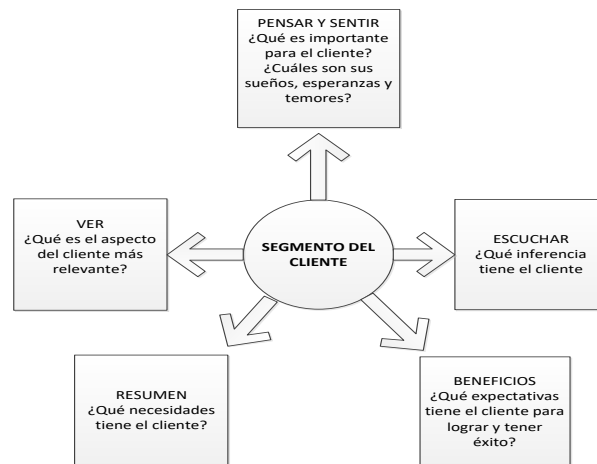 PENSAR Y SENTIR
¿Qué es importante
para el cliente?
¿Cuáles son sus
sueños, esperanzas y
temores?
VER
¿Qué es el aspecto
del cliente más
relevante?
SEGMENTO DEL
CLIENTE
ESCUCHAR
¿Qué inferencia
tiene el cliente
RESUMEN
¿Qué necesidades
tiene el cliente?
BENEFICIOS
¿Qué expectativas
tiene el cliente para
lograr y tener
éxito?